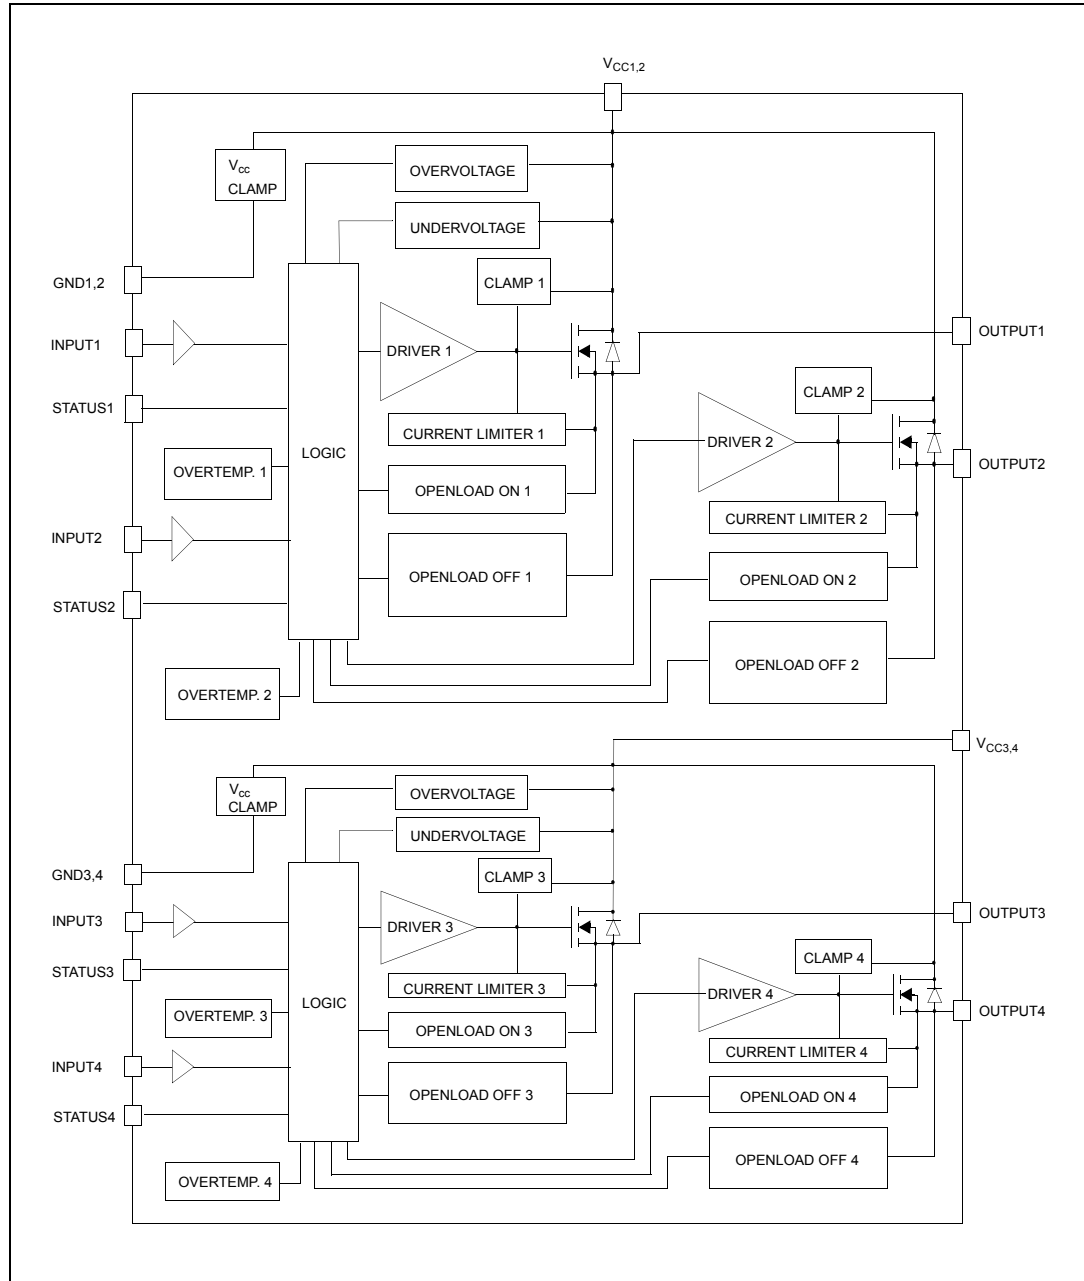 VCC1,2
Vcc
CLAMP
OVERVOLTAGE
UNDERVOLTAGE
GND1,2
CLAMP 1
INPUT1
DRIVER 1
OUTPUT1
STATUS1
CURRENT LIMITER 1
LOGIC
CLAMP 2
DRIVER 2
OUTPUT2
OVERTEMP. 1
OPENLOAD ON 1
CURRENT LIMITER 2
INPUT2
OPENLOAD OFF 1
OPENLOAD ON 2
STATUS2
OPENLOAD OFF 2
OVERTEMP. 2
VCC3,4
Vcc
CLAMP
OVERVOLTAGE
UNDERVOLTAGE
GND3,4
CLAMP 3
INPUT3
DRIVER 3
OUTPUT3
STATUS3
CURRENT LIMITER 3
LOGIC
CLAMP 4
DRIVER 4
OUTPUT4
OVERTEMP. 3
OPENLOAD ON 3
CURRENT LIMITER 4
INPUT4
OPENLOAD OFF 3
OPENLOAD ON 4
STATUS4
OPENLOAD OFF 4
OVERTEMP. 4